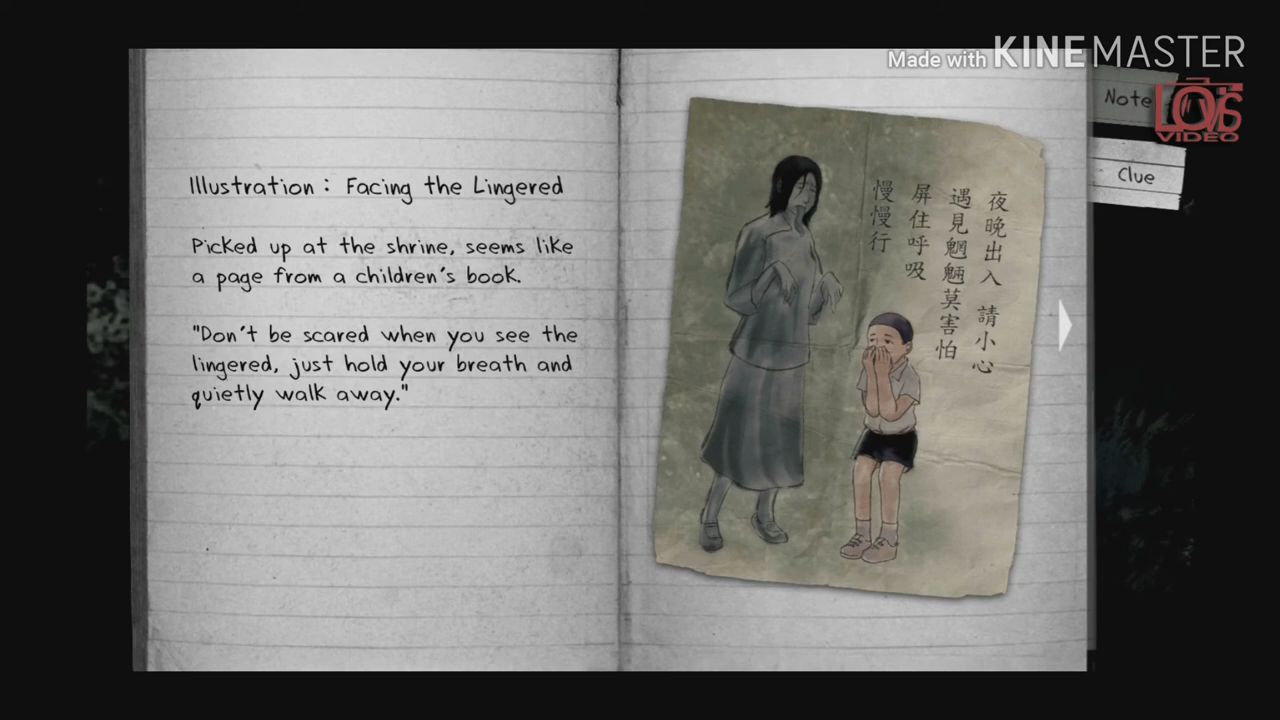 Made with KINEMASTER
Note
LOV6
VIDEO
Clue
Illustration : Facing the Lingered
Picked up at the shrine, seems like
a page from a children's book.
"Don't be scared when you see the
lingered, just hold your breath and
quietly walk away."
夜晚出入 請小心
遇見魍魎莫害怕
屏住呼吸
慢慢行